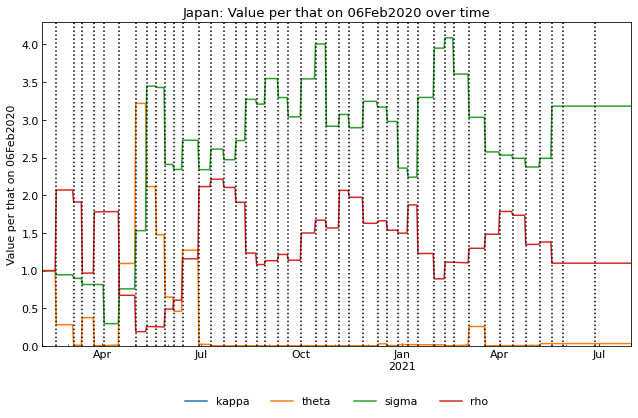 Japan: Value per that on 06Feb2020 over time
Value per that on 06Feb2020
4.0
3.5
3.0
2.5
2.0
1.5
1.0
0.5
0.0
Apr Jul Oct Jan Apr Jul
2021
kappa theta sigma rho